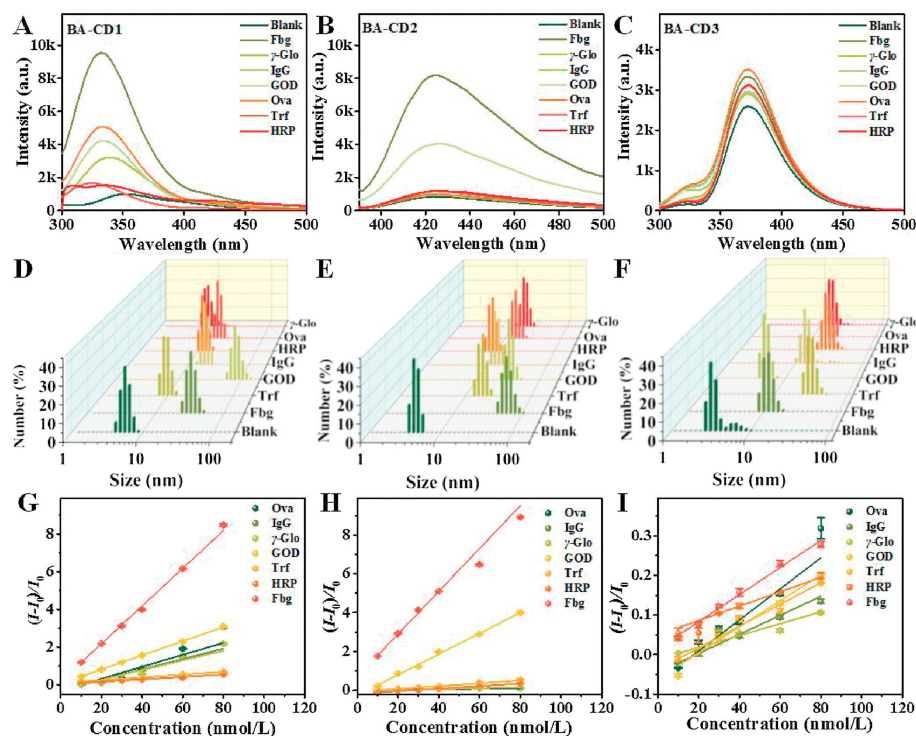 A
BA-CD1
Blank
Fbg
γ-Glo
IgG
GOD
Ova
Trf
HRP
10k
8k
6k
4k
2k
0
Intensity (a.u.)
300 350 400 450 500
Wavelength (nm)
B
BA-CD2
Blank
Fbg
γ-Glo
IgG
GOD
Ova
Trf
HRP
10k
8k
6k
4k
2k
0
Intensity (a.u.)
400 420 440 460 480 500
Wavelength (nm)
C
BA-CD3
Blank
Fbg
γ-Glo
IgG
GOD
Ova
Trf
HRP
4k
3k
2k
1k
0
Intensity (a.u.)
300 350 400 450 500
Wavelength (nm)
D
γ-Glo
Ova
HRP
IgG
GOD
Trf
Fbg
Blank
40
30
20
10
0
Number (%)
1 10 100
Size (nm)
E
γ-Glo
Ova
HRP
IgG
GOD
Trf
Fbg
Blank
40
30
20
10
0
Number (%)
1 10 100
Size (nm)
F
γ-Glo
Ova
HRP
IgG
GOD
Trf
Fbg
Blank
40
30
20
10
0
Number (%)
1 10 100
Size (nm)
G
Ova
IgG
γ-Glo
GOD
Trf
HRP
Fbg
8
6
4
2
0
(I-I0)/I0
0 20 40 60 80 100 120
Concentration (nmol/L)
H
Ova
IgG
γ-Glo
GOD
Trf
HRP
Fbg
8
6
4
2
0
(I-I0)/I0
0 20 40 60 80 100 120
Concentration (nmol/L)
I
Ova
IgG
γ-Glo
GOD
Trf
HRP
Fbg
0.3
0.2
0.1
0.0
-0.1
(I-I0)/I0
0 20 40 60 80 100 120
Concentration (nmol/L)